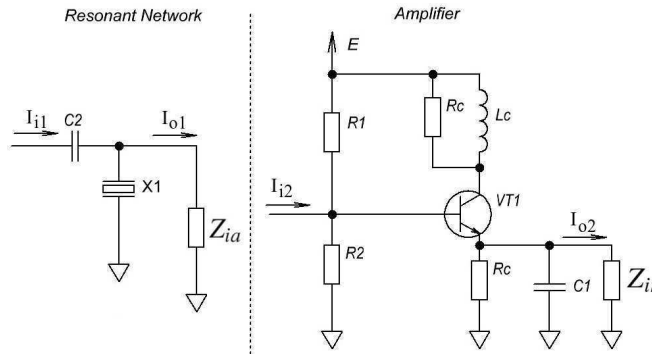 Resonant Network
Amplifier
E
Ii1
C2
Io1
R1
Rc
Lc
X1
Zia
Ii2
VT1
Io2
R2
Rc
C1